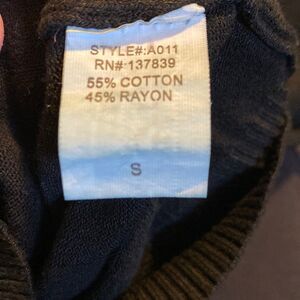 STYLE#:A011
RN#:137839
55% COTTON
45% RAYON
S